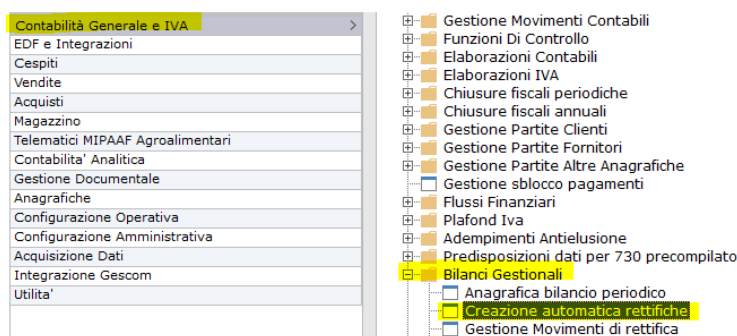 Contabilità Generale e IVA >
EDF e Integrazioni
Cespiti
Vendite
Acquisti
Magazzino
Telematici MIPAAF Agroalimentari
Contabilita' Analitica
Gestione Documentale
Anagrafiche
Configurazione Operativa
Configurazione Amministrativa
Acquisizione Dati
Integrazione Gescom
Utilita'
Gestione Movimenti Contabili
Funzioni Di Controllo
Elaborazioni Contabili
Elaborazioni IVA
Chiusure fiscali periodiche
Chiusure fiscali annuali
Gestione Partite Clienti
Gestione Partite Fornitori
Gestione Partite Altre Anagrafiche
Gestione sblocco pagamenti
Flussi Finanziari
Plafond Iva
Adempimenti Antielusione
Predisposizioni dati per 730 precompilato
Bilanci Gestionali
Anagrafica bilancio periodico
Creazione automatica rettifiche
Gestione Movimenti di rettifica